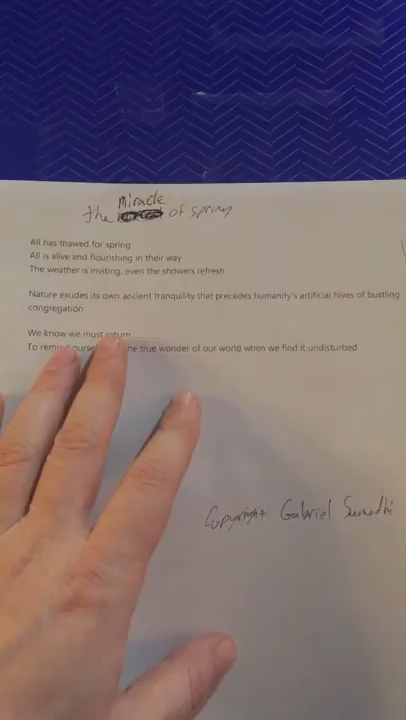 miracle
the of spring
All has thawed for spring
All is alive and flourishing in their way
The weather is inviting, even the showers refresh
Nature exudes its own ancient tranquility that precedes humanity's artificial hives of bustling
congregation
We know we must return
To remind the true wonder of our world when we find it undisturbed
Copyright Gabriel